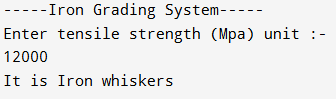 -----Iron Grading System-----
Enter tensile strength (Mpa) unit :-
12000
It is Iron whiskers